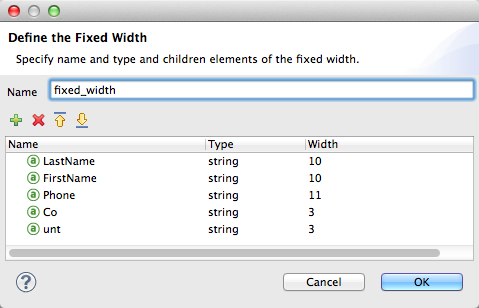 Define the Fixed Width
Specify name and type and children elements of the fixed width.
Name fixed_width
Name Type Width
a LastName string 10
a FirstName string 10
a Phone string 11
a Co string 3
a unt string 3
? Cancel OK